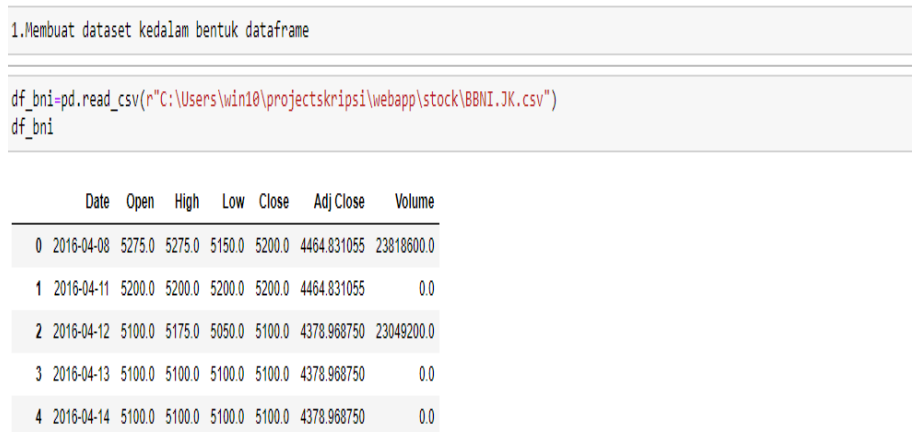 1.Membuat dataset kedalam bentuk dataframe
df_bni=pd.read_csv(r"C:\Users\win10\projectskripsi\webapp\stock\BBNI.JK.csv")
df_bni
Date Open High Low Close Adj Close Volume
0 2016-04-08 5275.0 5275.0 5150.0 5200.0 4464.831055 23818600.0
1 2016-04-11 5200.0 5200.0 5200.0 5200.0 4464.831055 0.0
2 2016-04-12 5100.0 5175.0 5050.0 5100.0 4378.968750 23049200.0
3 2016-04-13 5100.0 5100.0 5100.0 5100.0 4378.968750 0.0
4 2016-04-14 5100.0 5100.0 5100.0 5100.0 4378.968750 0.0